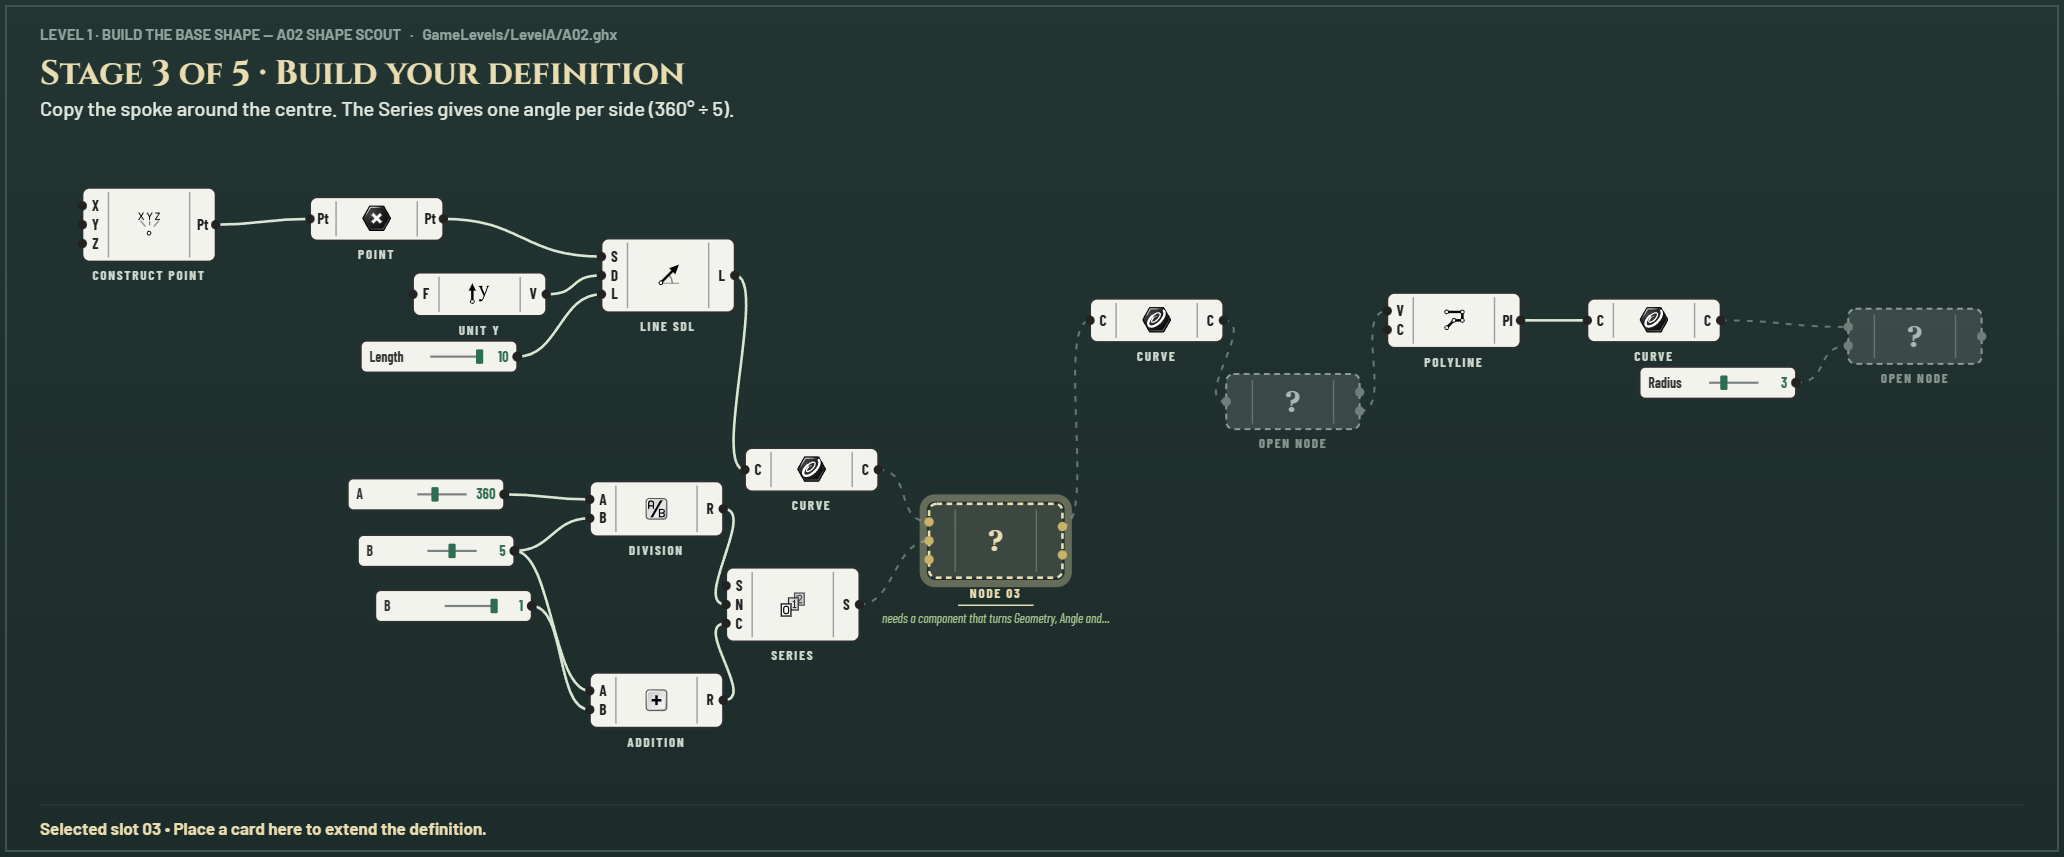 LEVEL 1 · BUILD THE BASE SHAPE — A02 SHAPE SCOUT · GameLevels/LevelA/A02.ghx
STAGE 3 OF 5 · BUILD YOUR DEFINITION
Copy the spoke around the centre. The Series gives one angle per side (360° ÷ 5).
X
Y
Z
XYZ
Pt
CONSTRUCT POINT
Pt
Pt
POINT
F
y
V
UNIT Y
Length
10
S
D
L
L
LINE SDL
C
C
CURVE
A
360
B
5
B
1
A
B
A/B
R
DIVISION
S
N
C
0 1 2
S
SERIES
A
B
+
R
ADDITION
?
NODE 03
needs a component that turns Geometry, Angle and...
C
C
CURVE
?
OPEN NODE
V
C
Pl
POLYLINE
C
C
CURVE
Radius
3
?
OPEN NODE
Selected slot 03 • Place a card here to extend the definition.